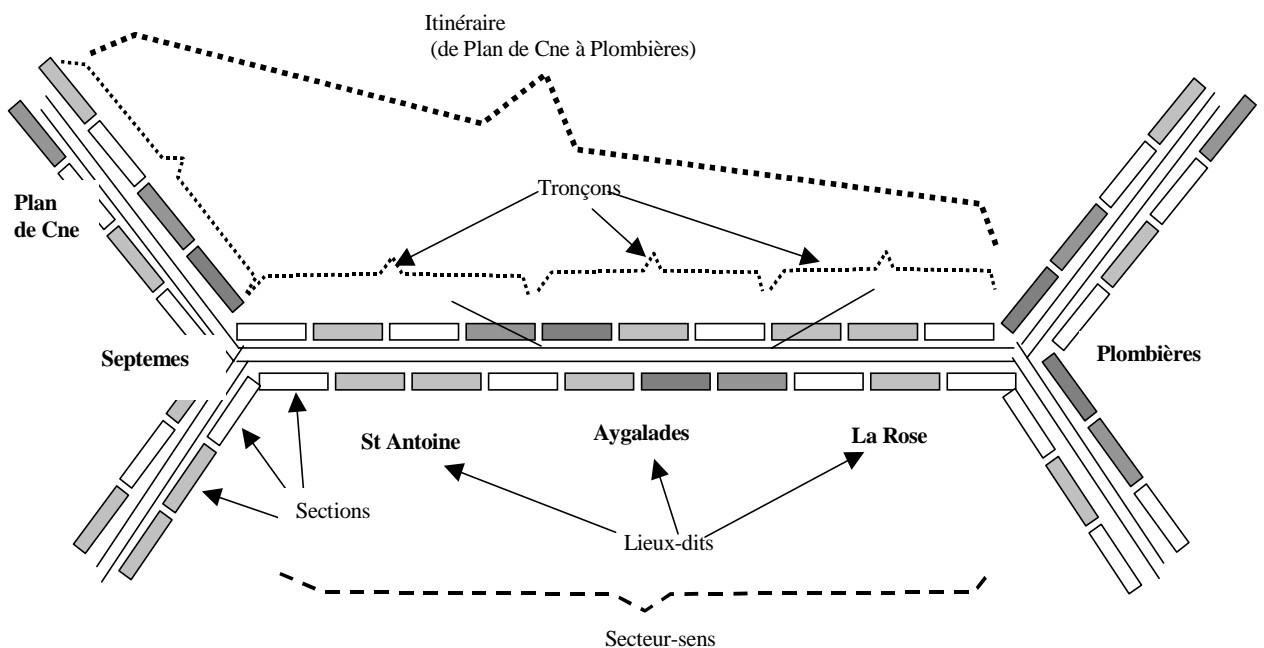 Itinéraire
(de Plan de Cne à Plombières)
Tronçons
Plan
de Cne
Septemes
Plombières
St Antoine
Aygalades
La Rose
Sections
Lieux-dits
Secteur-sens